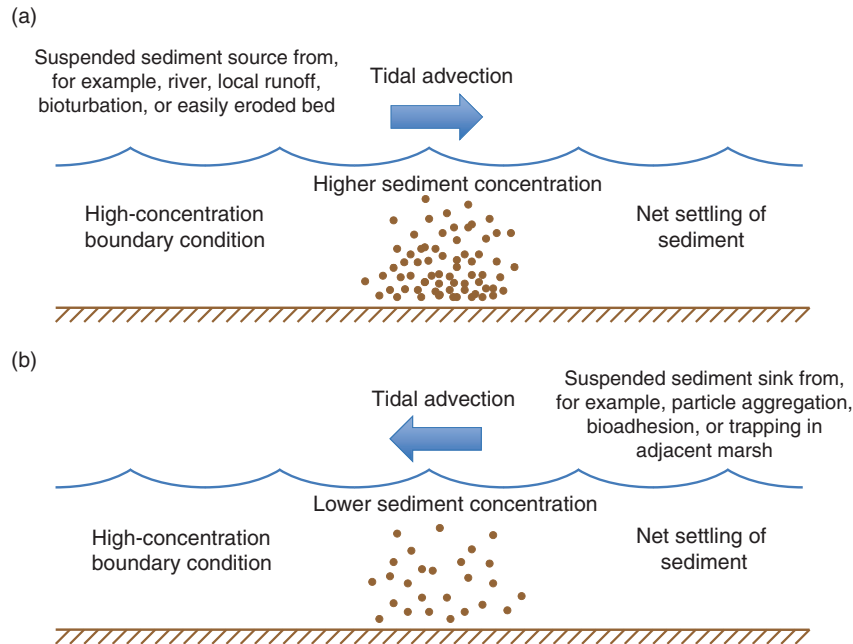 (a)
Suspended sediment source from,
for example, river, local runoff,
bioturbation, or easily eroded bed
Tidal advection
Higher sediment concentration
High-concentration
boundary condition
Net settling of
sediment
(b)
Tidal advection
Suspended sediment sink from,
for example, particle aggregation,
bioadhesion, or trapping in
adjacent marsh
Lower sediment concentration
High-concentration
boundary condition
Net settling of
sediment